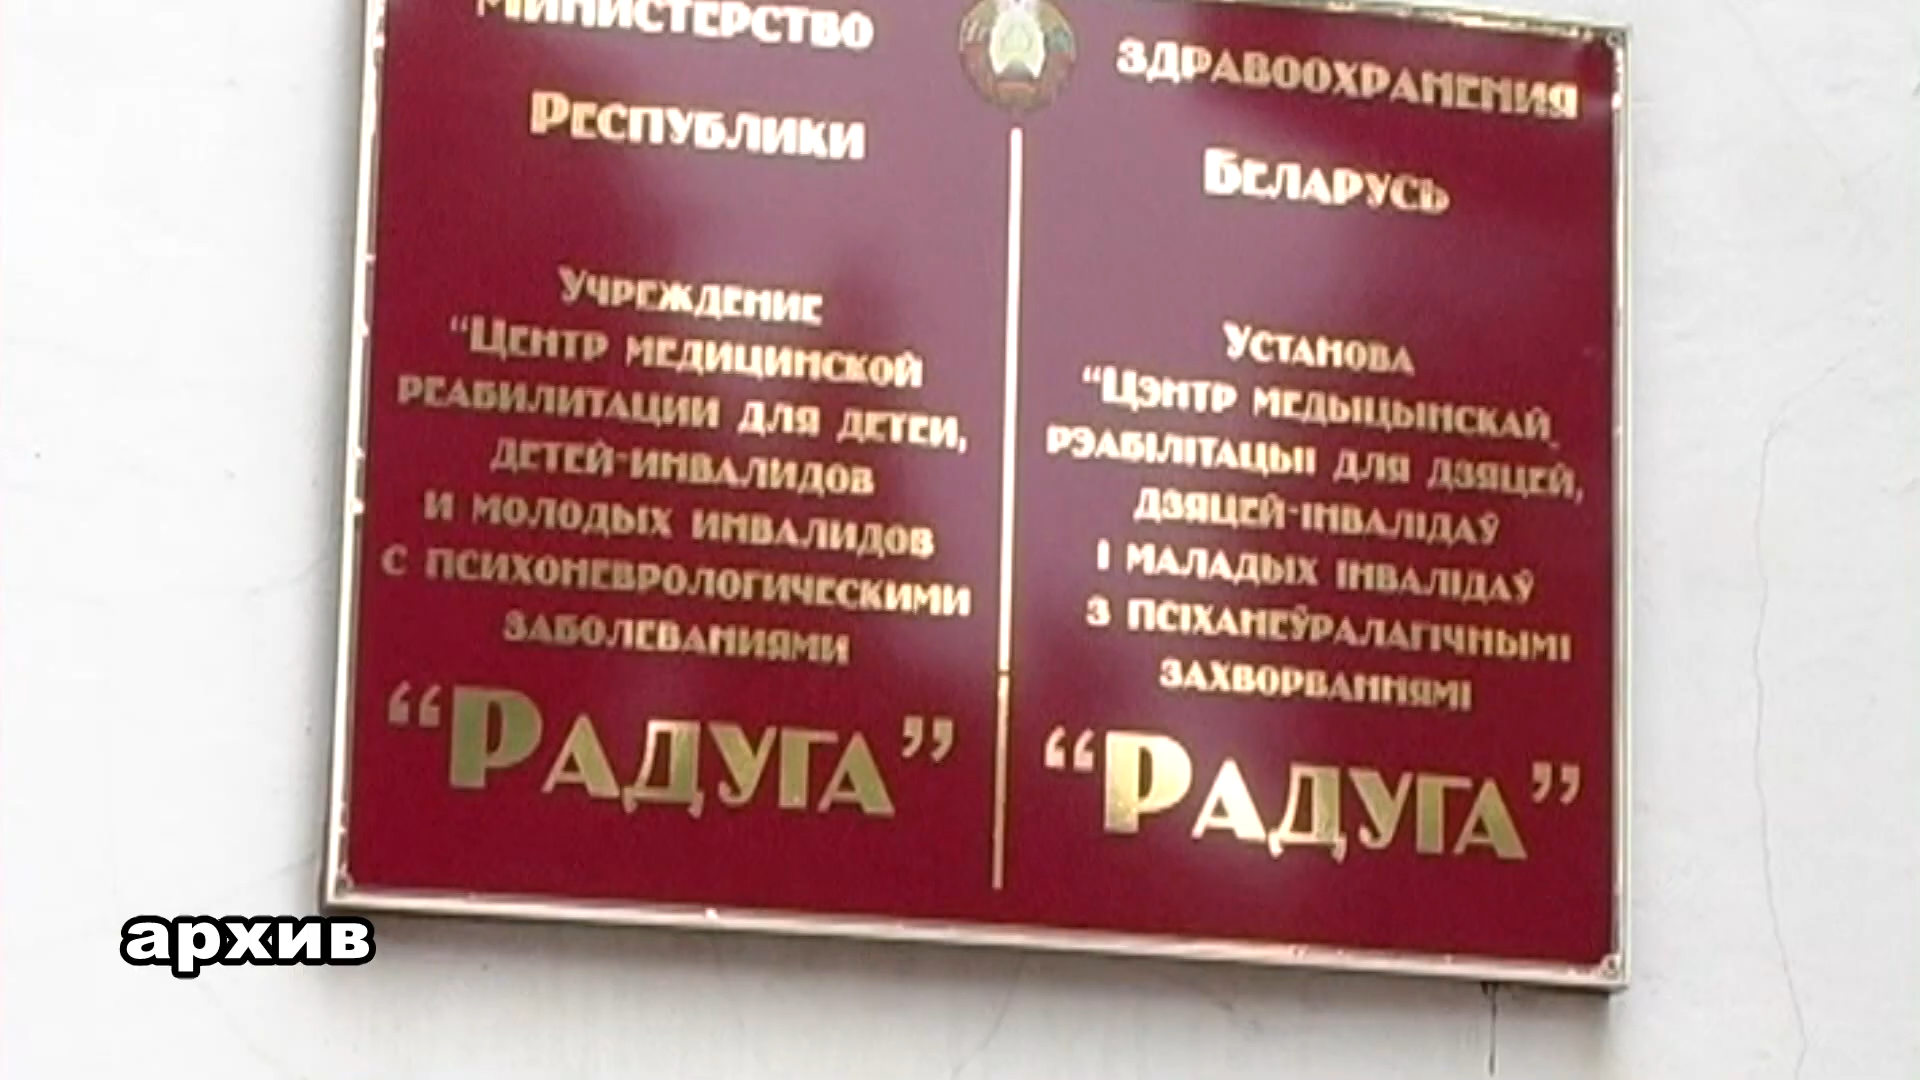 Министерство здравоохранения
Республики Беларусь
Учреждение
“Центр медицинской
реабилитации для детей,
детей-инвалидов
и молодых инвалидов
с психоневрологическими
заболеваниями
“Радуга”
Установа
“Цэнтр медыцынскай
рэабілітацыі для дзяцей,
дзяцей-інвалідаў
і маладых інвалідаў
з псіханеўралагічнымі
захворваннямі
“Радуга”
архив